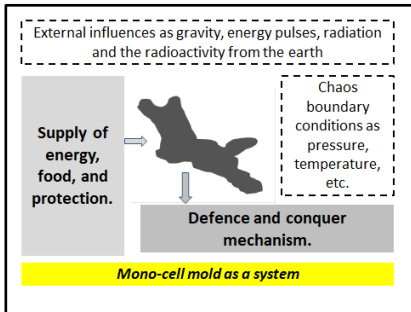 External influences as gravity, energy pulses, radiation
and the radioactivity from the earth
Supply of
energy,
food, and
protection.
Chaos
boundary
conditions as
pressure,
temperature,
etc.
Defence and conquer
mechanism.
Mono-cell mold as a system